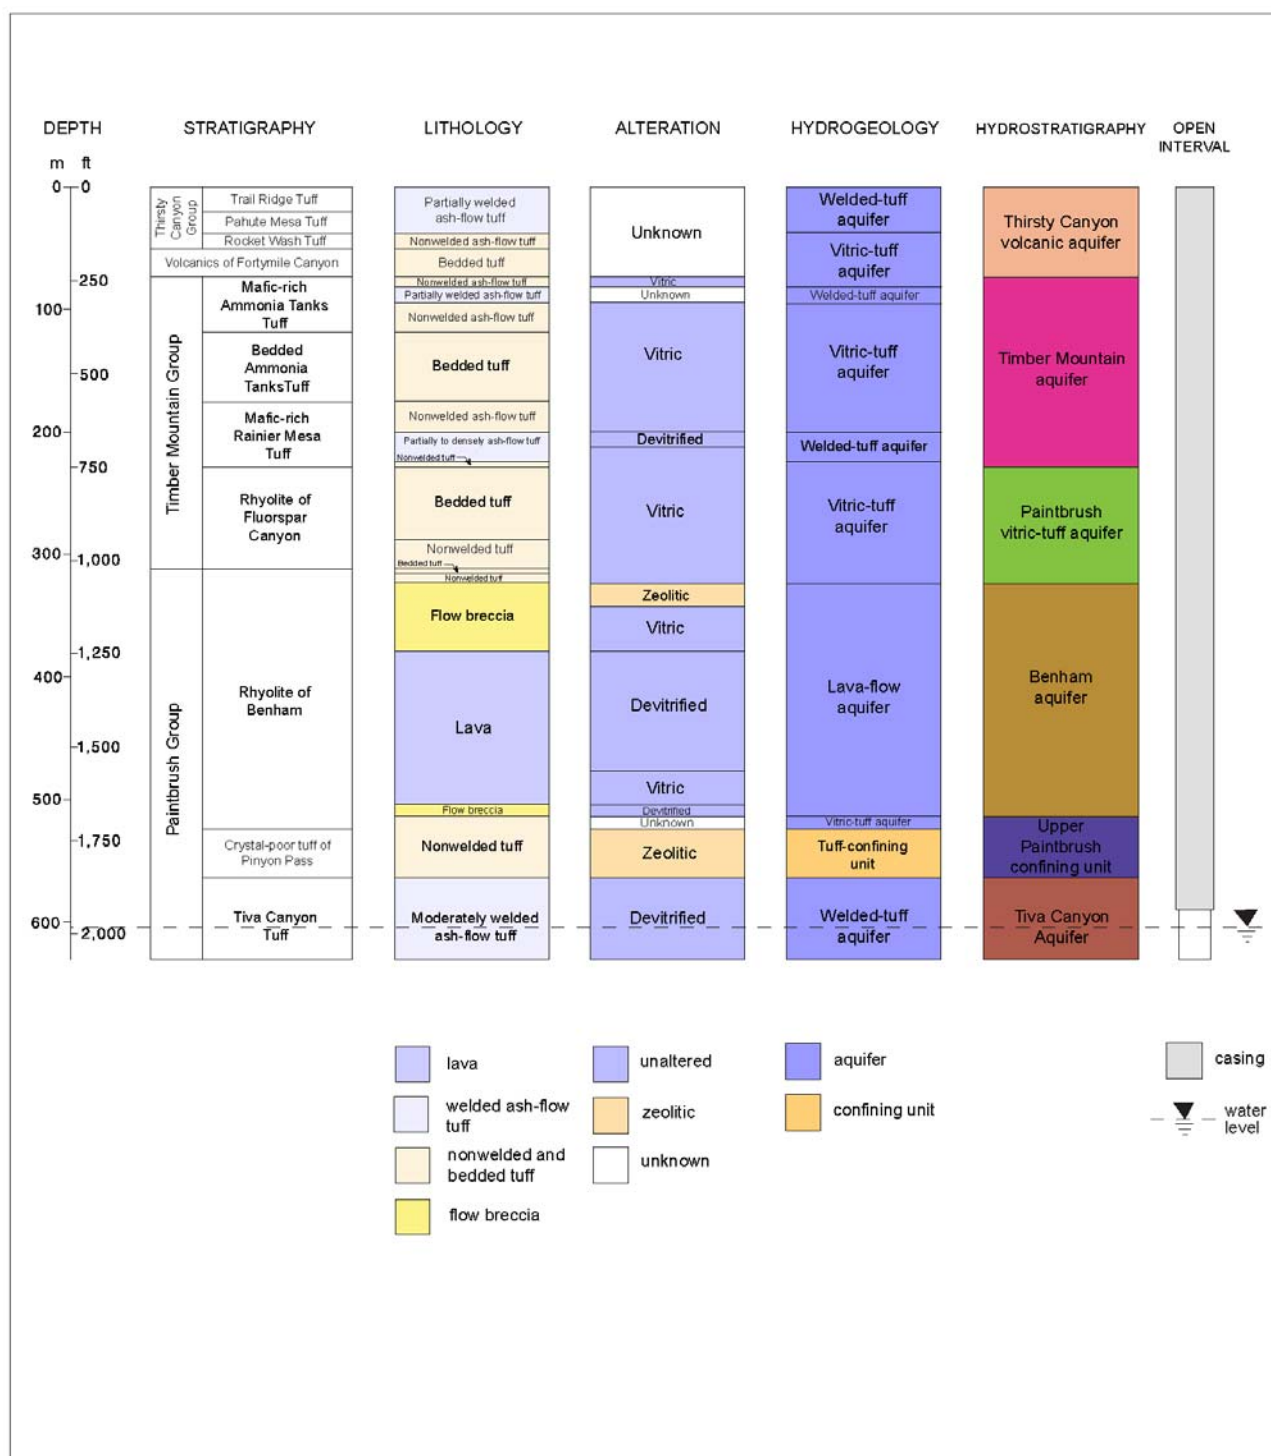 DEPTH
STRATIGRAPHY
LITHOLOGY
ALTERATION
HYDROGEOLOGY
HYDROSTRATIGRAPHY
OPEN
INTERVAL
m ft
0 0
250
100
500
200
750
300
1,000
1,250
400
1,500
500
1,750
600
2,000
Thirsty
Canyon
Group
Timber Mountain Group
Paintbrush Group
Trail Ridge Tuff
Pahute Mesa Tuff
Rocket Wash Tuff
Volcanics of Fortymile Canyon
Mafic-rich
Ammonia Tanks
Tuff
Bedded
Ammonia
TanksTuff
Mafic-rich
Rainier Mesa
Tuff
Rhyolite of
Fluorspar
Canyon
Rhyolite of
Benham
Crystal-poor tuff of
Pinyon Pass
Tiva Canyon
Tuff
Partially welded
ash-flow tuff
Nonwelded ash-flow tuff
Bedded tuff
Nonwelded ash-flow tuff
Partially welded ash-flow tuff
Nonwelded ash-flow tuff
Bedded tuff
Nonwelded ash-flow tuff
Partially to densely ash-flow tuff
Nonwelded tuff
Bedded tuff
Nonwelded tuff
Bedded tuff
Nonwelded tuff
Flow breccia
Lava
Flow breccia
Nonwelded tuff
Moderately welded
ash-flow tuff
Unknown
Vitric
Unknown
Vitric
Devitrified
Vitric
Zeolitic
Vitric
Devitrified
Vitric
Devitrified
Unknown
Zeolitic
Devitrified
Welded-tuff
aquifer
Vitric-tuff
aquifer
Welded-tuff aquifer
Vitric-tuff
aquifer
Welded-tuff aquifer
Vitric-tuff
aquifer
Lava-flow
aquifer
Vitric-tuff aquifer
Tuff-confining
unit
Welded-tuff
aquifer
Thirsty Canyon
volcanic aquifer
Timber Mountain
aquifer
Paintbrush
vitric-tuff aquifer
Benham
aquifer
Upper
Paintbrush
confining unit
Tiva Canyon
Aquifer
lava
welded ash-flow
tuff
nonwelded and
bedded tuff
flow breccia
unaltered
zeolitic
unknown
aquifer
confining unit
casing
water
level